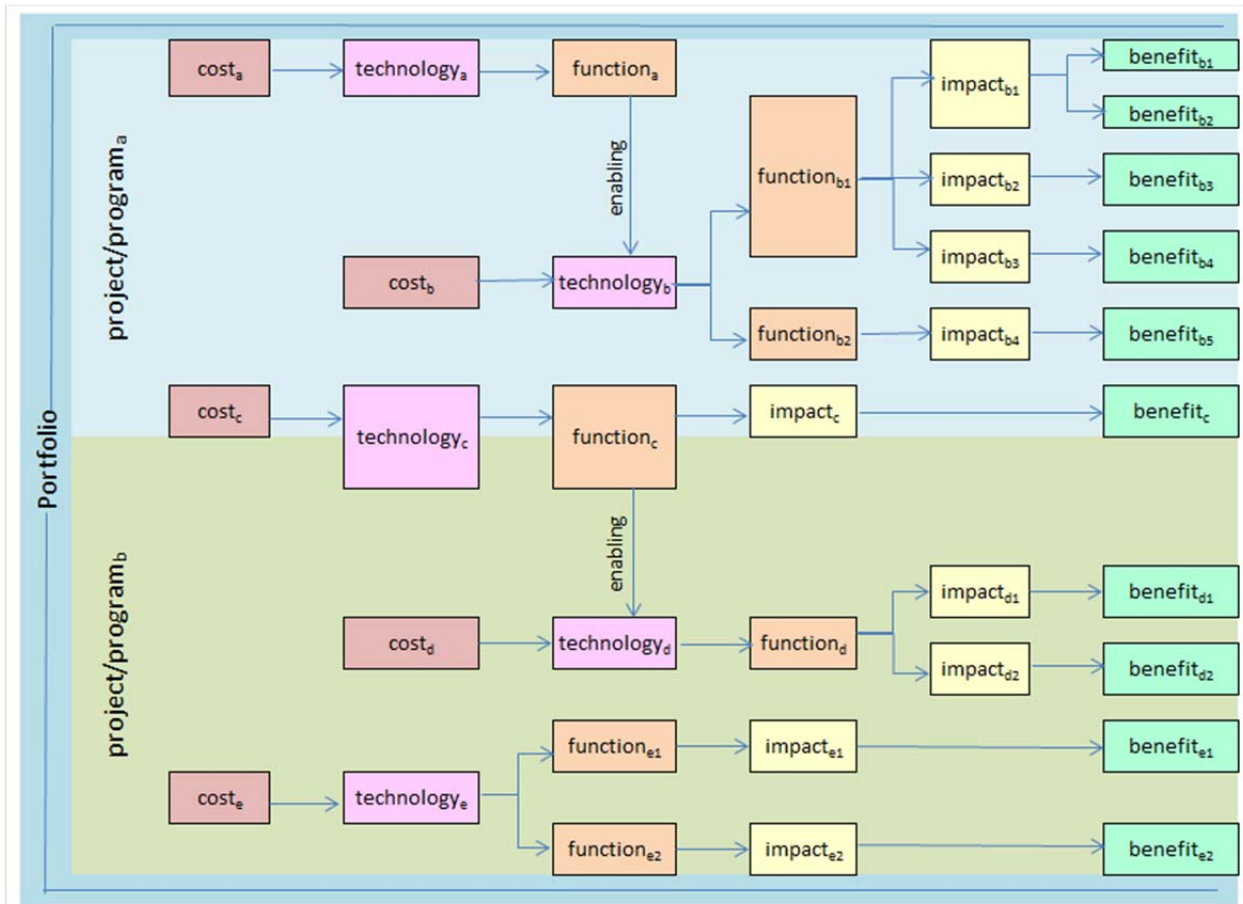 Portfolio
project/program_a
cost_a
technology_a
function_a
enabling
cost_b
technology_b
function_b1
function_b2
impact_b1
impact_b2
impact_b3
impact_b4
benefit_b1
benefit_b2
benefit_b3
benefit_b4
benefit_b5
cost_c
technology_c
function_c
impact_c
benefit_c
project/program_b
enabling
cost_d
technology_d
function_d
impact_d1
impact_d2
benefit_d1
benefit_d2
cost_e
technology_e
function_e1
impact_e1
benefit_e1
function_e2
impact_e2
benefit_e2